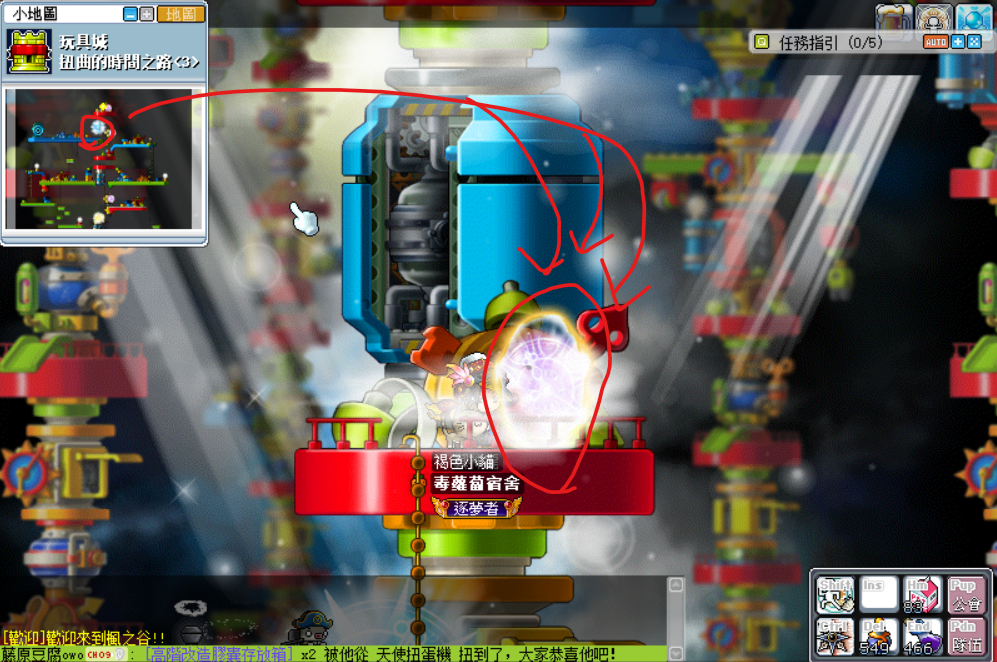 小地圖
地圖
玩具城
扭曲的時間之路<3>
任務指引 (0/5)
AUTO
褐色小貓
毒蘿蔔宿舍
逐夢者
Shift
Ins
Hm
Pup
83
公會
Ctrl
Del
End
Pdn
549
466
隊伍
[歡迎]歡迎來到楓之谷!!
藤原豆腐owo CH09 : [高階改造膠囊存放箱] x2 被他從 天使扭蛋機 扭到了，大家恭喜他吧!